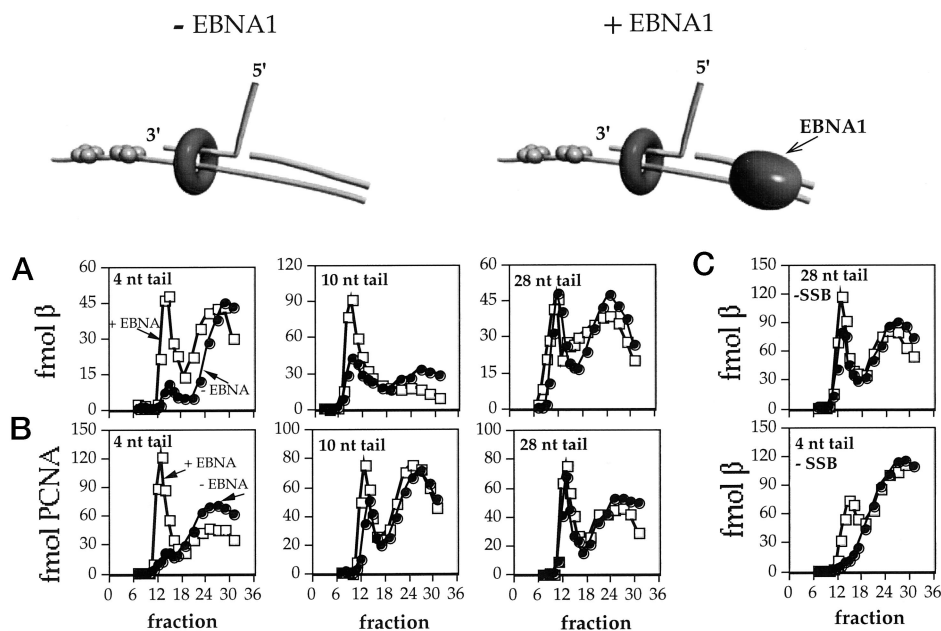 - EBNA1
+ EBNA1
5'
3'
5'
3'
EBNA1
A
60
45
30
15
0
fmol β
4 nt tail
+ EBNA
- EBNA
120
90
60
30
0
10 nt tail
60
45
30
15
0
28 nt tail
C
150
120
90
60
30
0
fmol β
28 nt tail
-SSB
B
150
120
90
60
30
0
fmol PCNA
4 nt tail
+ EBNA
- EBNA
0 6 12 18 24 30 36
fraction
100
80
60
40
20
0
10 nt tail
0 6 12 18 24 30 36
fraction
100
80
60
40
20
0
28 nt tail
0 6 12 18 24 30 36
fraction
150
120
90
60
30
0
fmol β
4 nt tail
- SSB
0 6 12 18 24 30 36
fraction